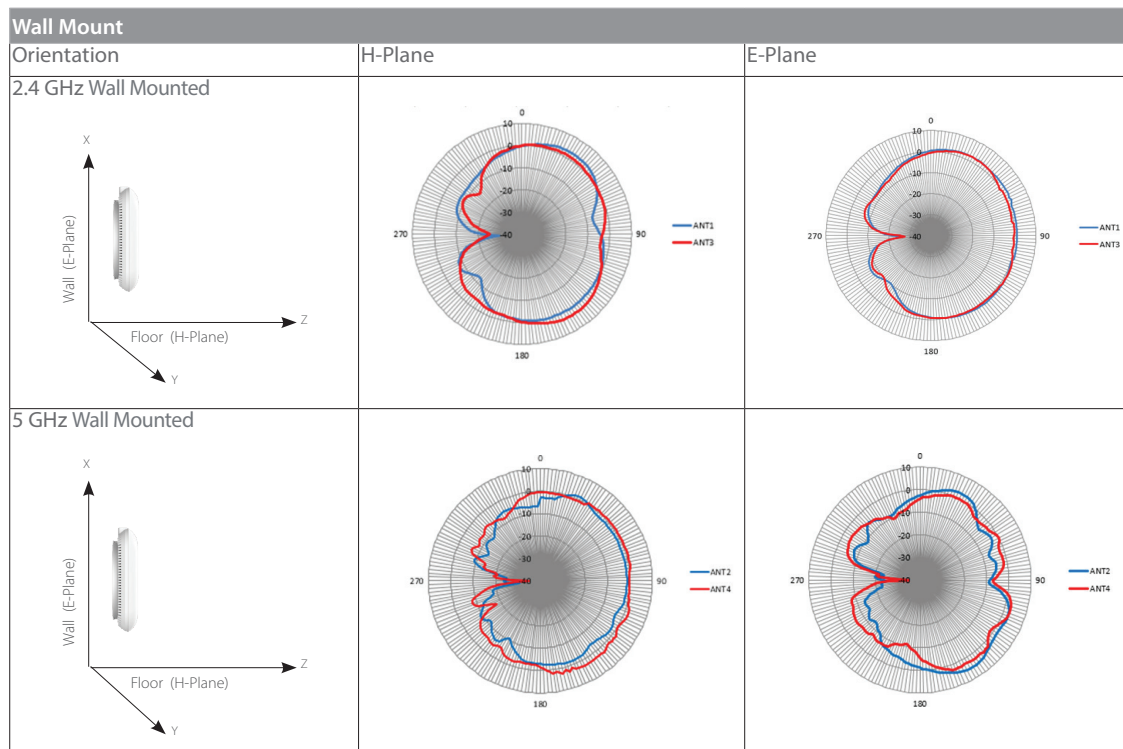 Wall Mount
Orientation
H-Plane
E-Plane
2.4 GHz Wall Mounted
X
Wall (E-Plane)
Z
Floor (H-Plane)
Y
0
10
0
-10
-20
-30
-40
270
90
180
ANT1
ANT3
0
10
0
-10
-20
-30
-40
270
90
180
ANT1
ANT3
5 GHz Wall Mounted
X
Wall (E-Plane)
Z
Floor (H-Plane)
Y
0
10
0
-10
-20
-30
-40
270
90
180
ANT2
ANT4
0
10
0
-10
-20
-30
-40
270
90
180
ANT2
ANT4